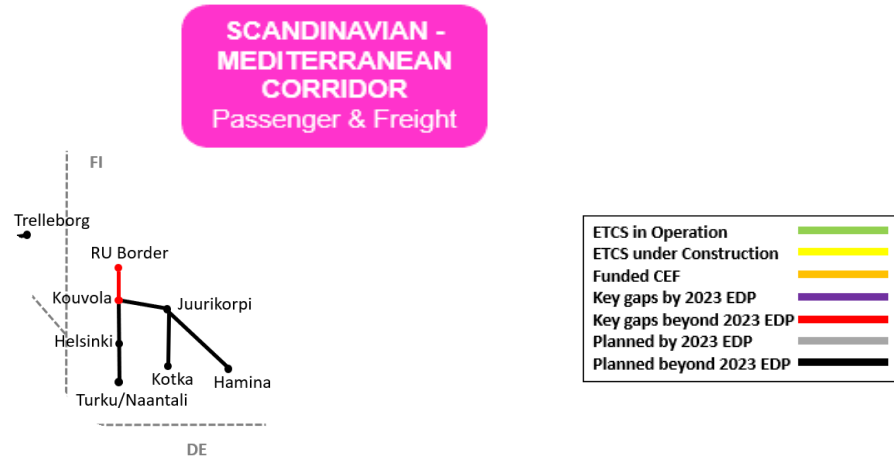 SCANDINAVIAN -
MEDITERRANEAN
CORRIDOR
Passenger & Freight
FI
Trelleborg
RU Border
Kouvola
Juurikorpi
Helsinki
Kotka
Hamina
Turku/Naantali
DE
ETCS in Operation
ETCS under Construction
Funded CEF
Key gaps by 2023 EDP
Key gaps beyond 2023 EDP
Planned by 2023 EDP
Planned beyond 2023 EDP